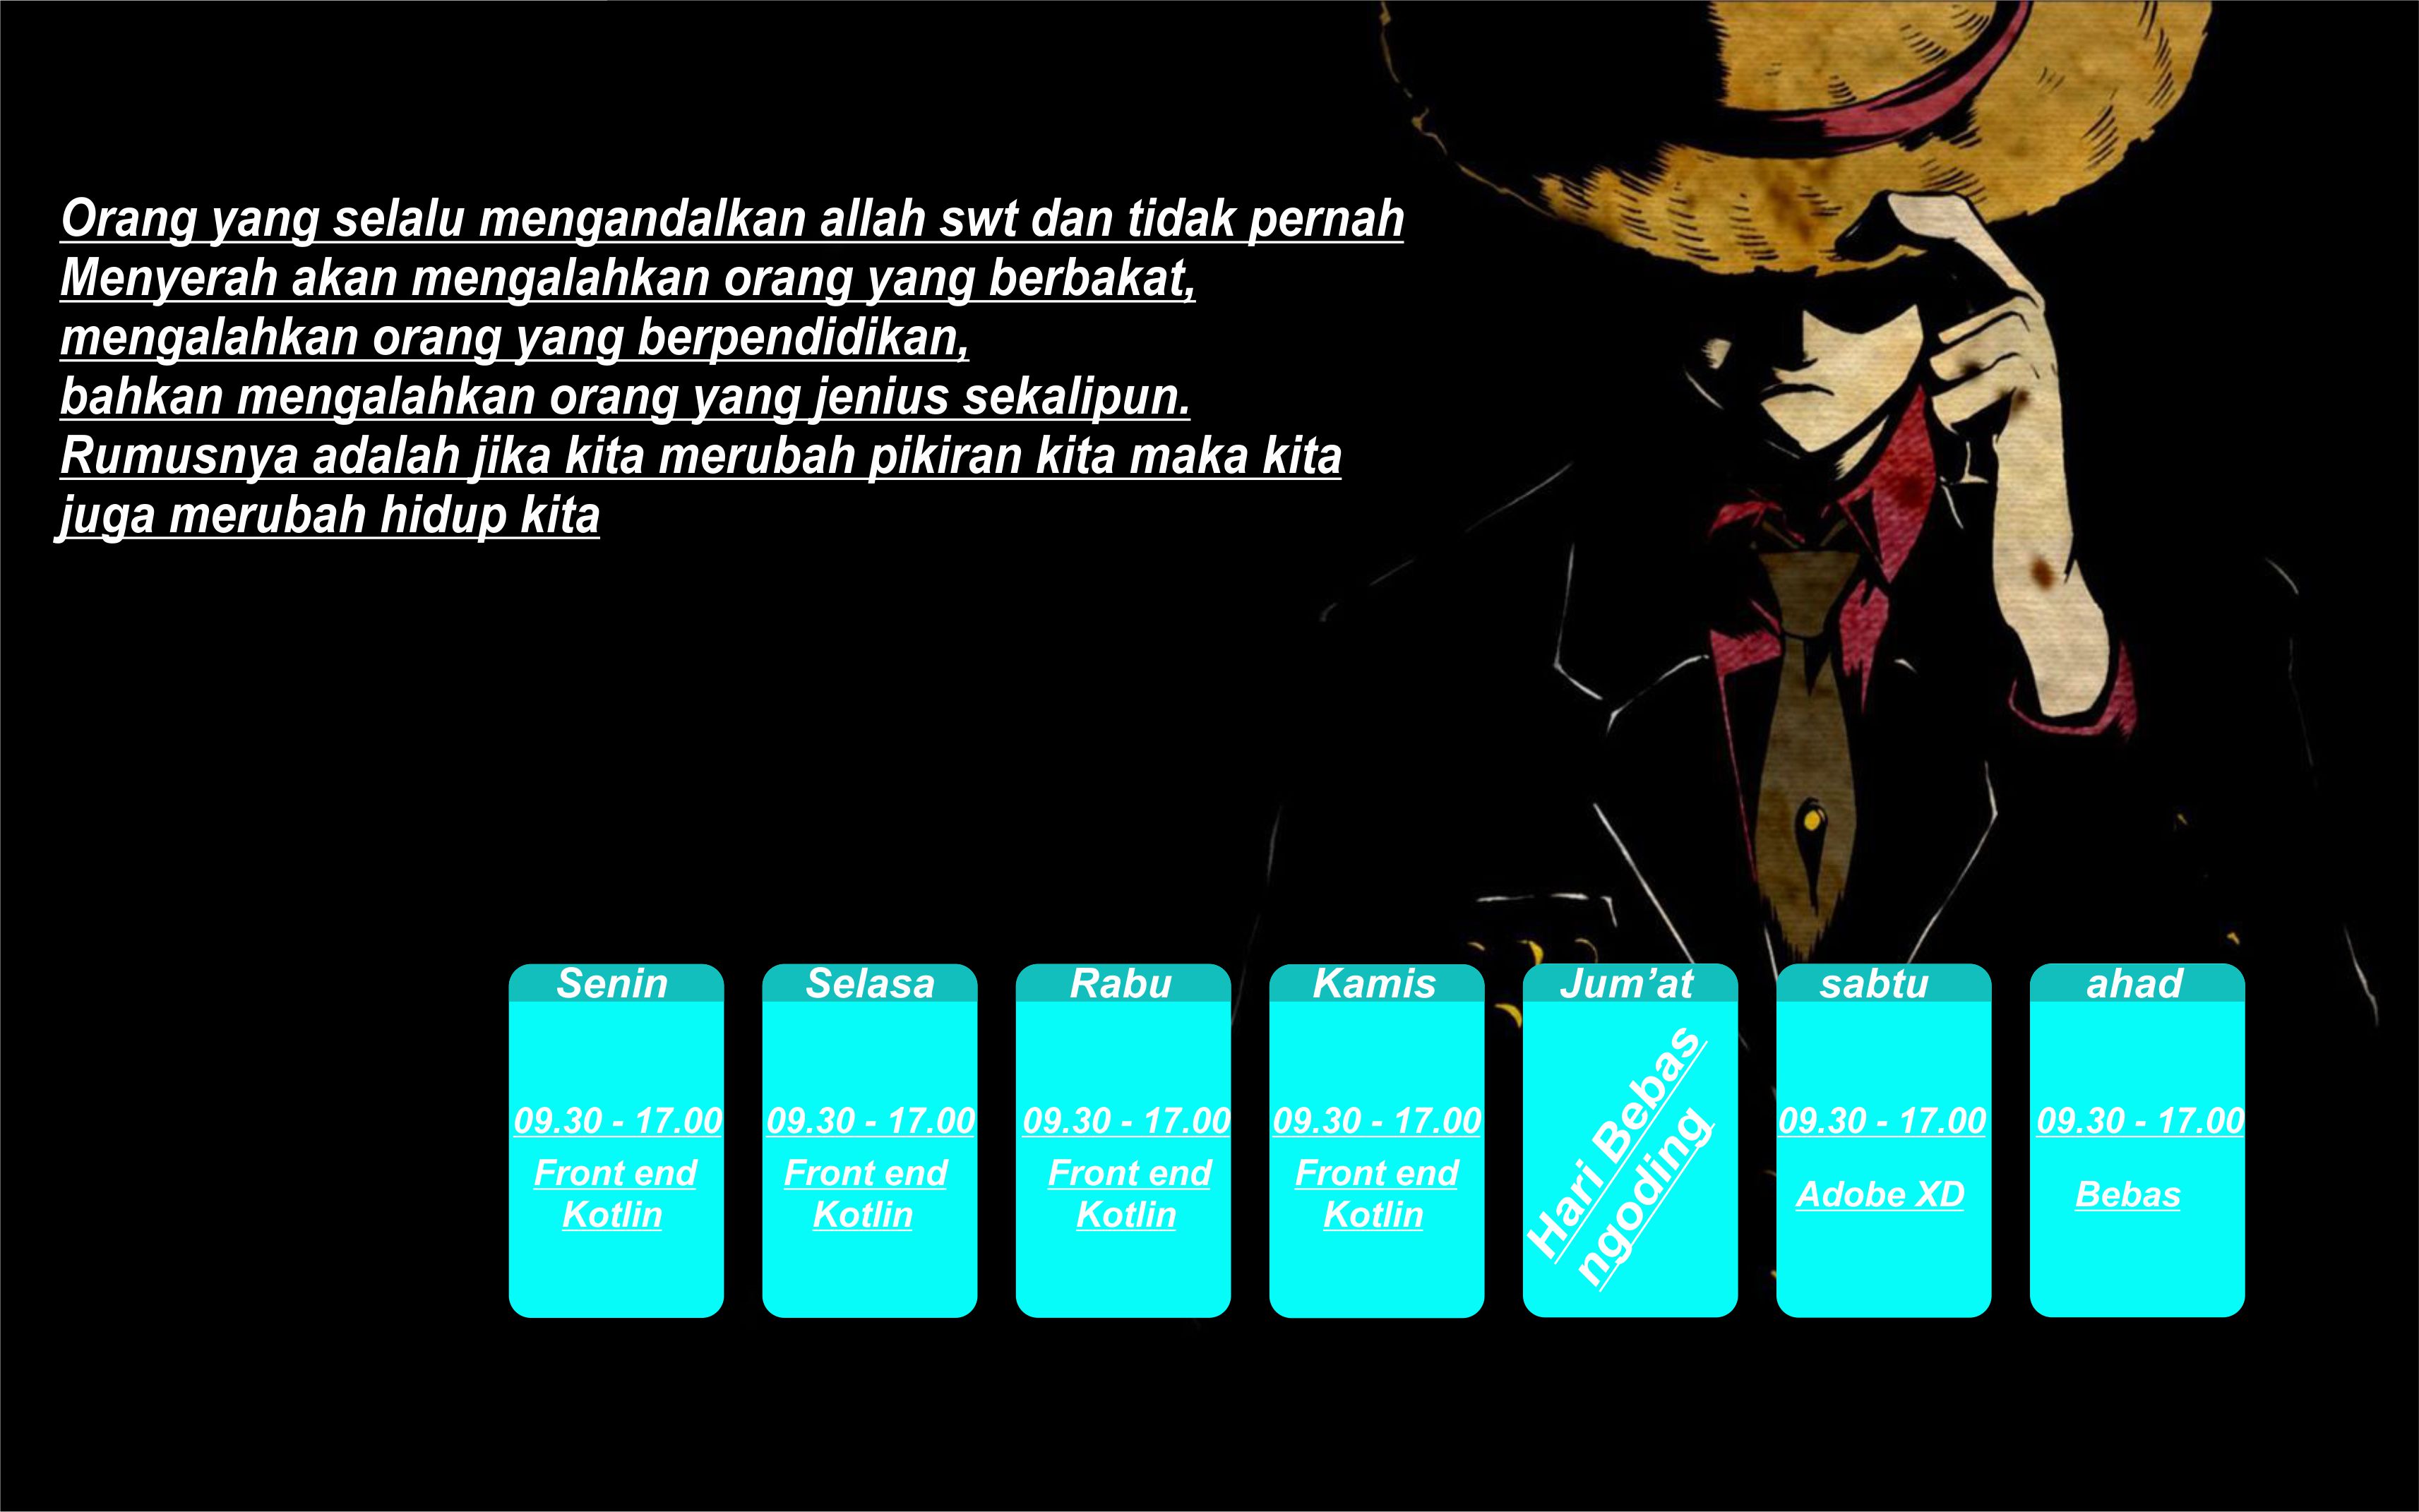 Orang yang selalu mengandalkan allah swt dan tidak pernah
Menyerah akan mengalahkan orang yang berbakat,
mengalahkan orang yang berpendidikan,
bahkan mengalahkan orang yang jenius sekalipun.
Rumusnya adalah jika kita merubah pikiran kita maka kita
juga merubah hidup kita
Senin
09.30 - 17.00
Front end
Kotlin
Selasa
09.30 - 17.00
Front end
Kotlin
Rabu
09.30 - 17.00
Front end
Kotlin
Kamis
09.30 - 17.00
Front end
Kotlin
Jum’at
Hari Bebas
ngoding
sabtu
09.30 - 17.00
Adobe XD
ahad
09.30 - 17.00
Bebas